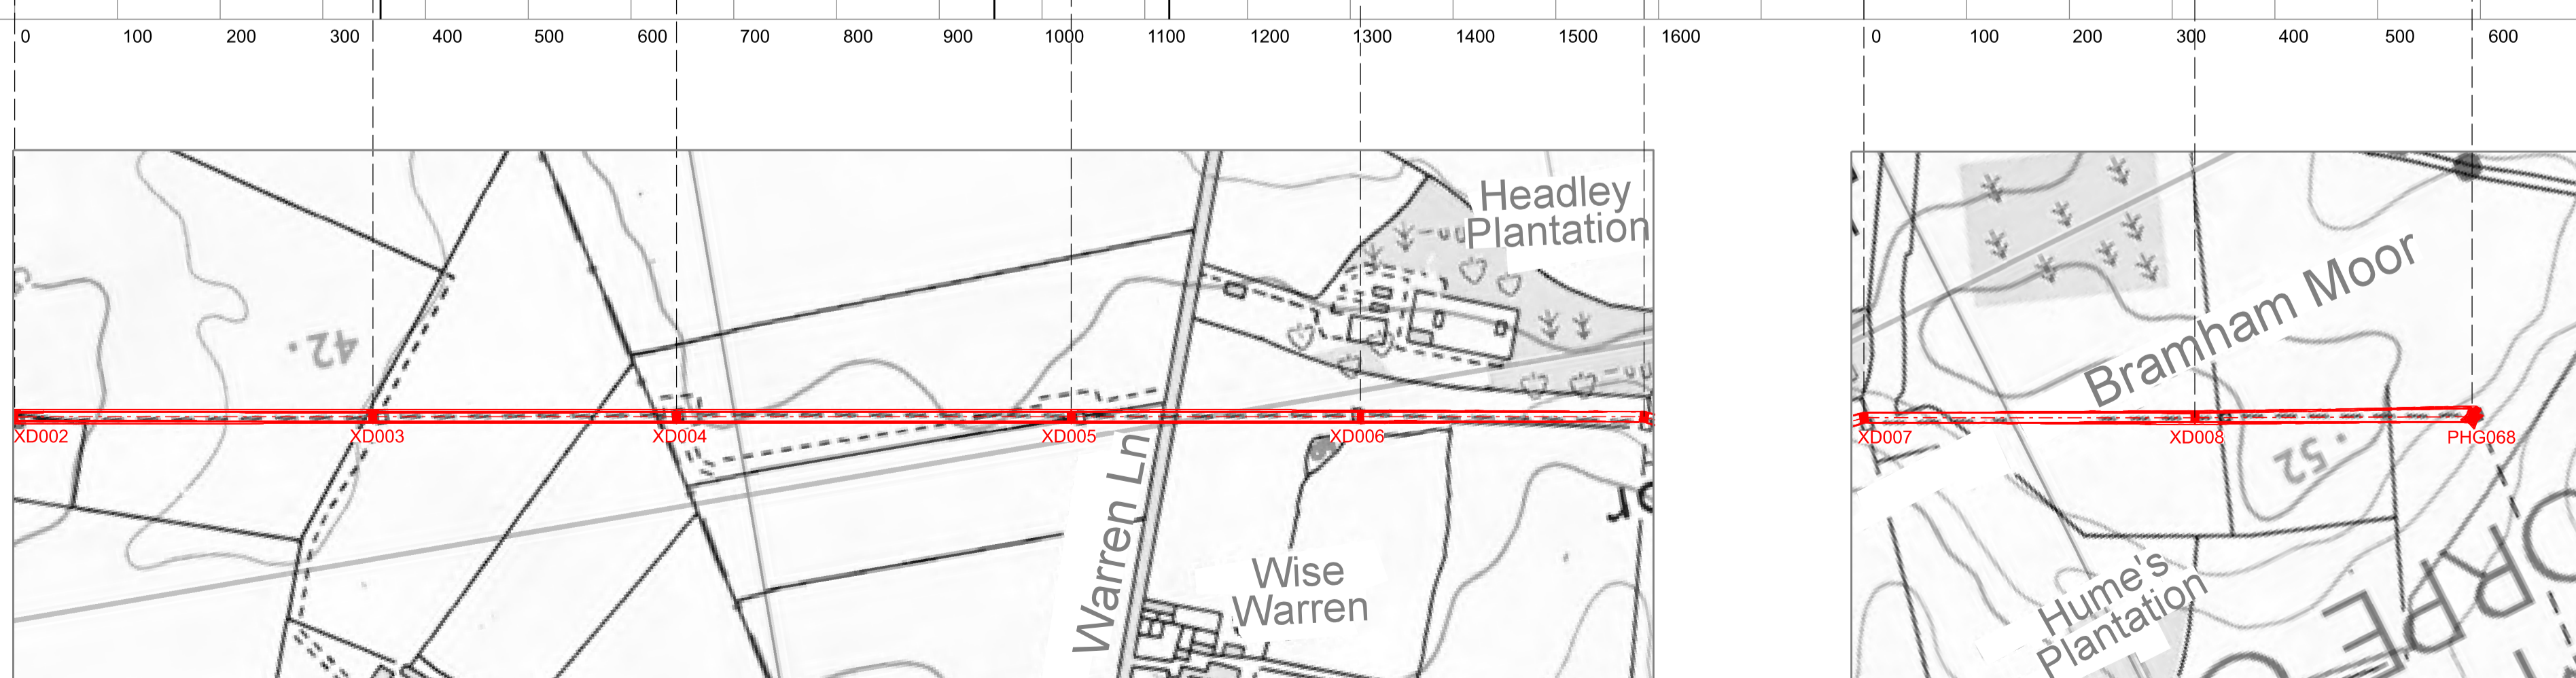 0 100 200 300 400 500 600 700 800 900 1000 1100 1200 1300 1400 1500 1600
0 100 200 300 400 500 600
Headley
Plantation
42.
Bramham Moor
XD002 XD003 XD004 XD005 XD006
XD007 XD008 PHG068
.52
Warren Ln
Wise
Warren
Hume's
Plantation